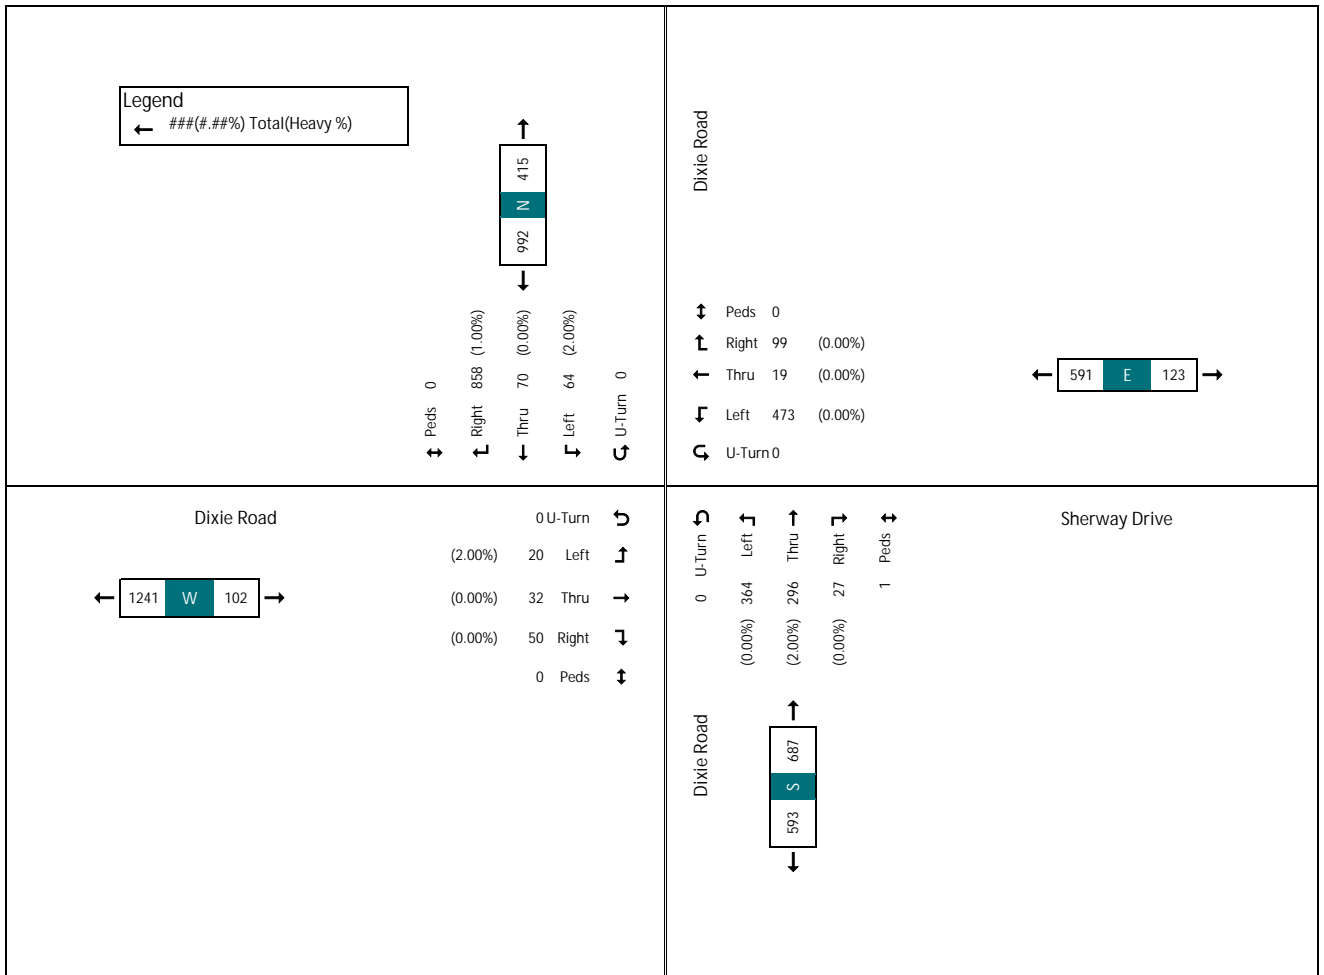 Legend
###(#.##%) Total(Heavy %)
415
N
992
Peds 0
Right 858 (1.00%)
Thru 70 (0.00%)
Left 64 (2.00%)
U-Turn 0
Dixie Road
Peds 0
Right 99 (0.00%)
Thru 19 (0.00%)
Left 473 (0.00%)
U-Turn 0
591 E 123
Dixie Road
1241 W 102
0 U-Turn
(2.00%) 20 Left
(0.00%) 32 Thru
(0.00%) 50 Right
0 Peds
0 U-Turn
(0.00%) 364 Left
(2.00%) 296 Thru
(0.00%) 27 Right
1 Peds
Sherway Drive
Dixie Road
687
S
593